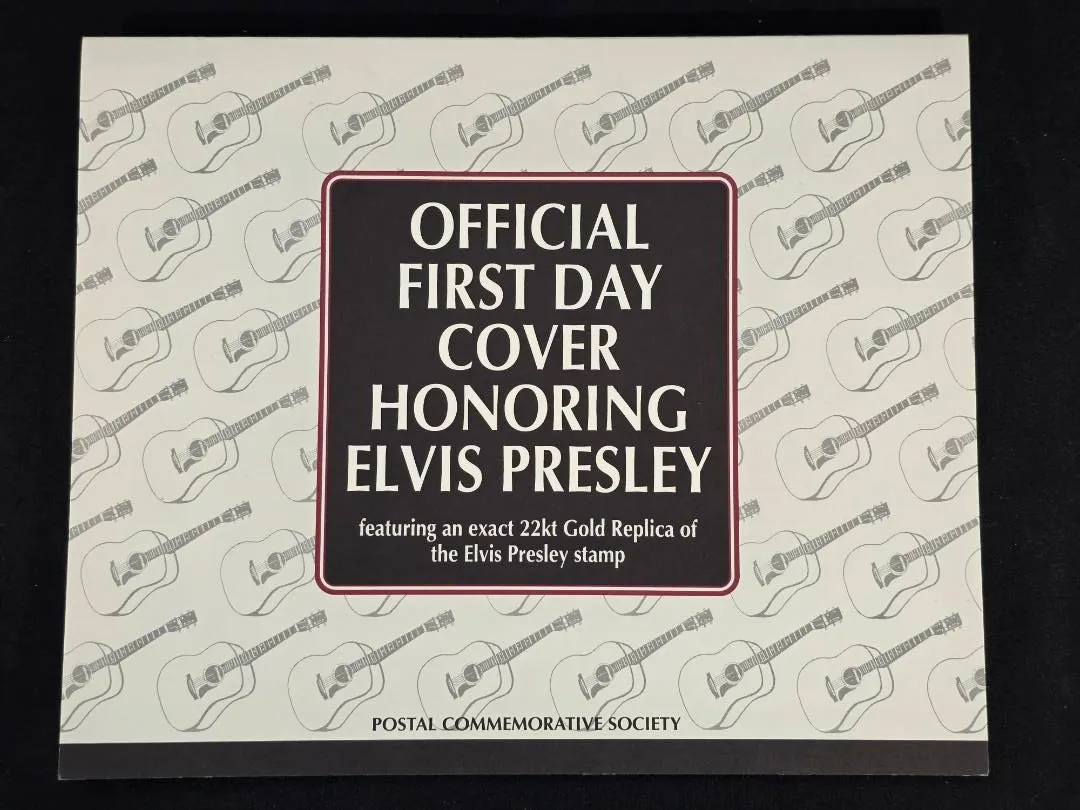 OFFICIAL
FIRST DAY
COVER
HONORING
ELVIS PRESLEY
featuring an exact 22kt Gold Replica of
the Elvis Presley stamp
POSTAL COMMEMORATIVE SOCIETY